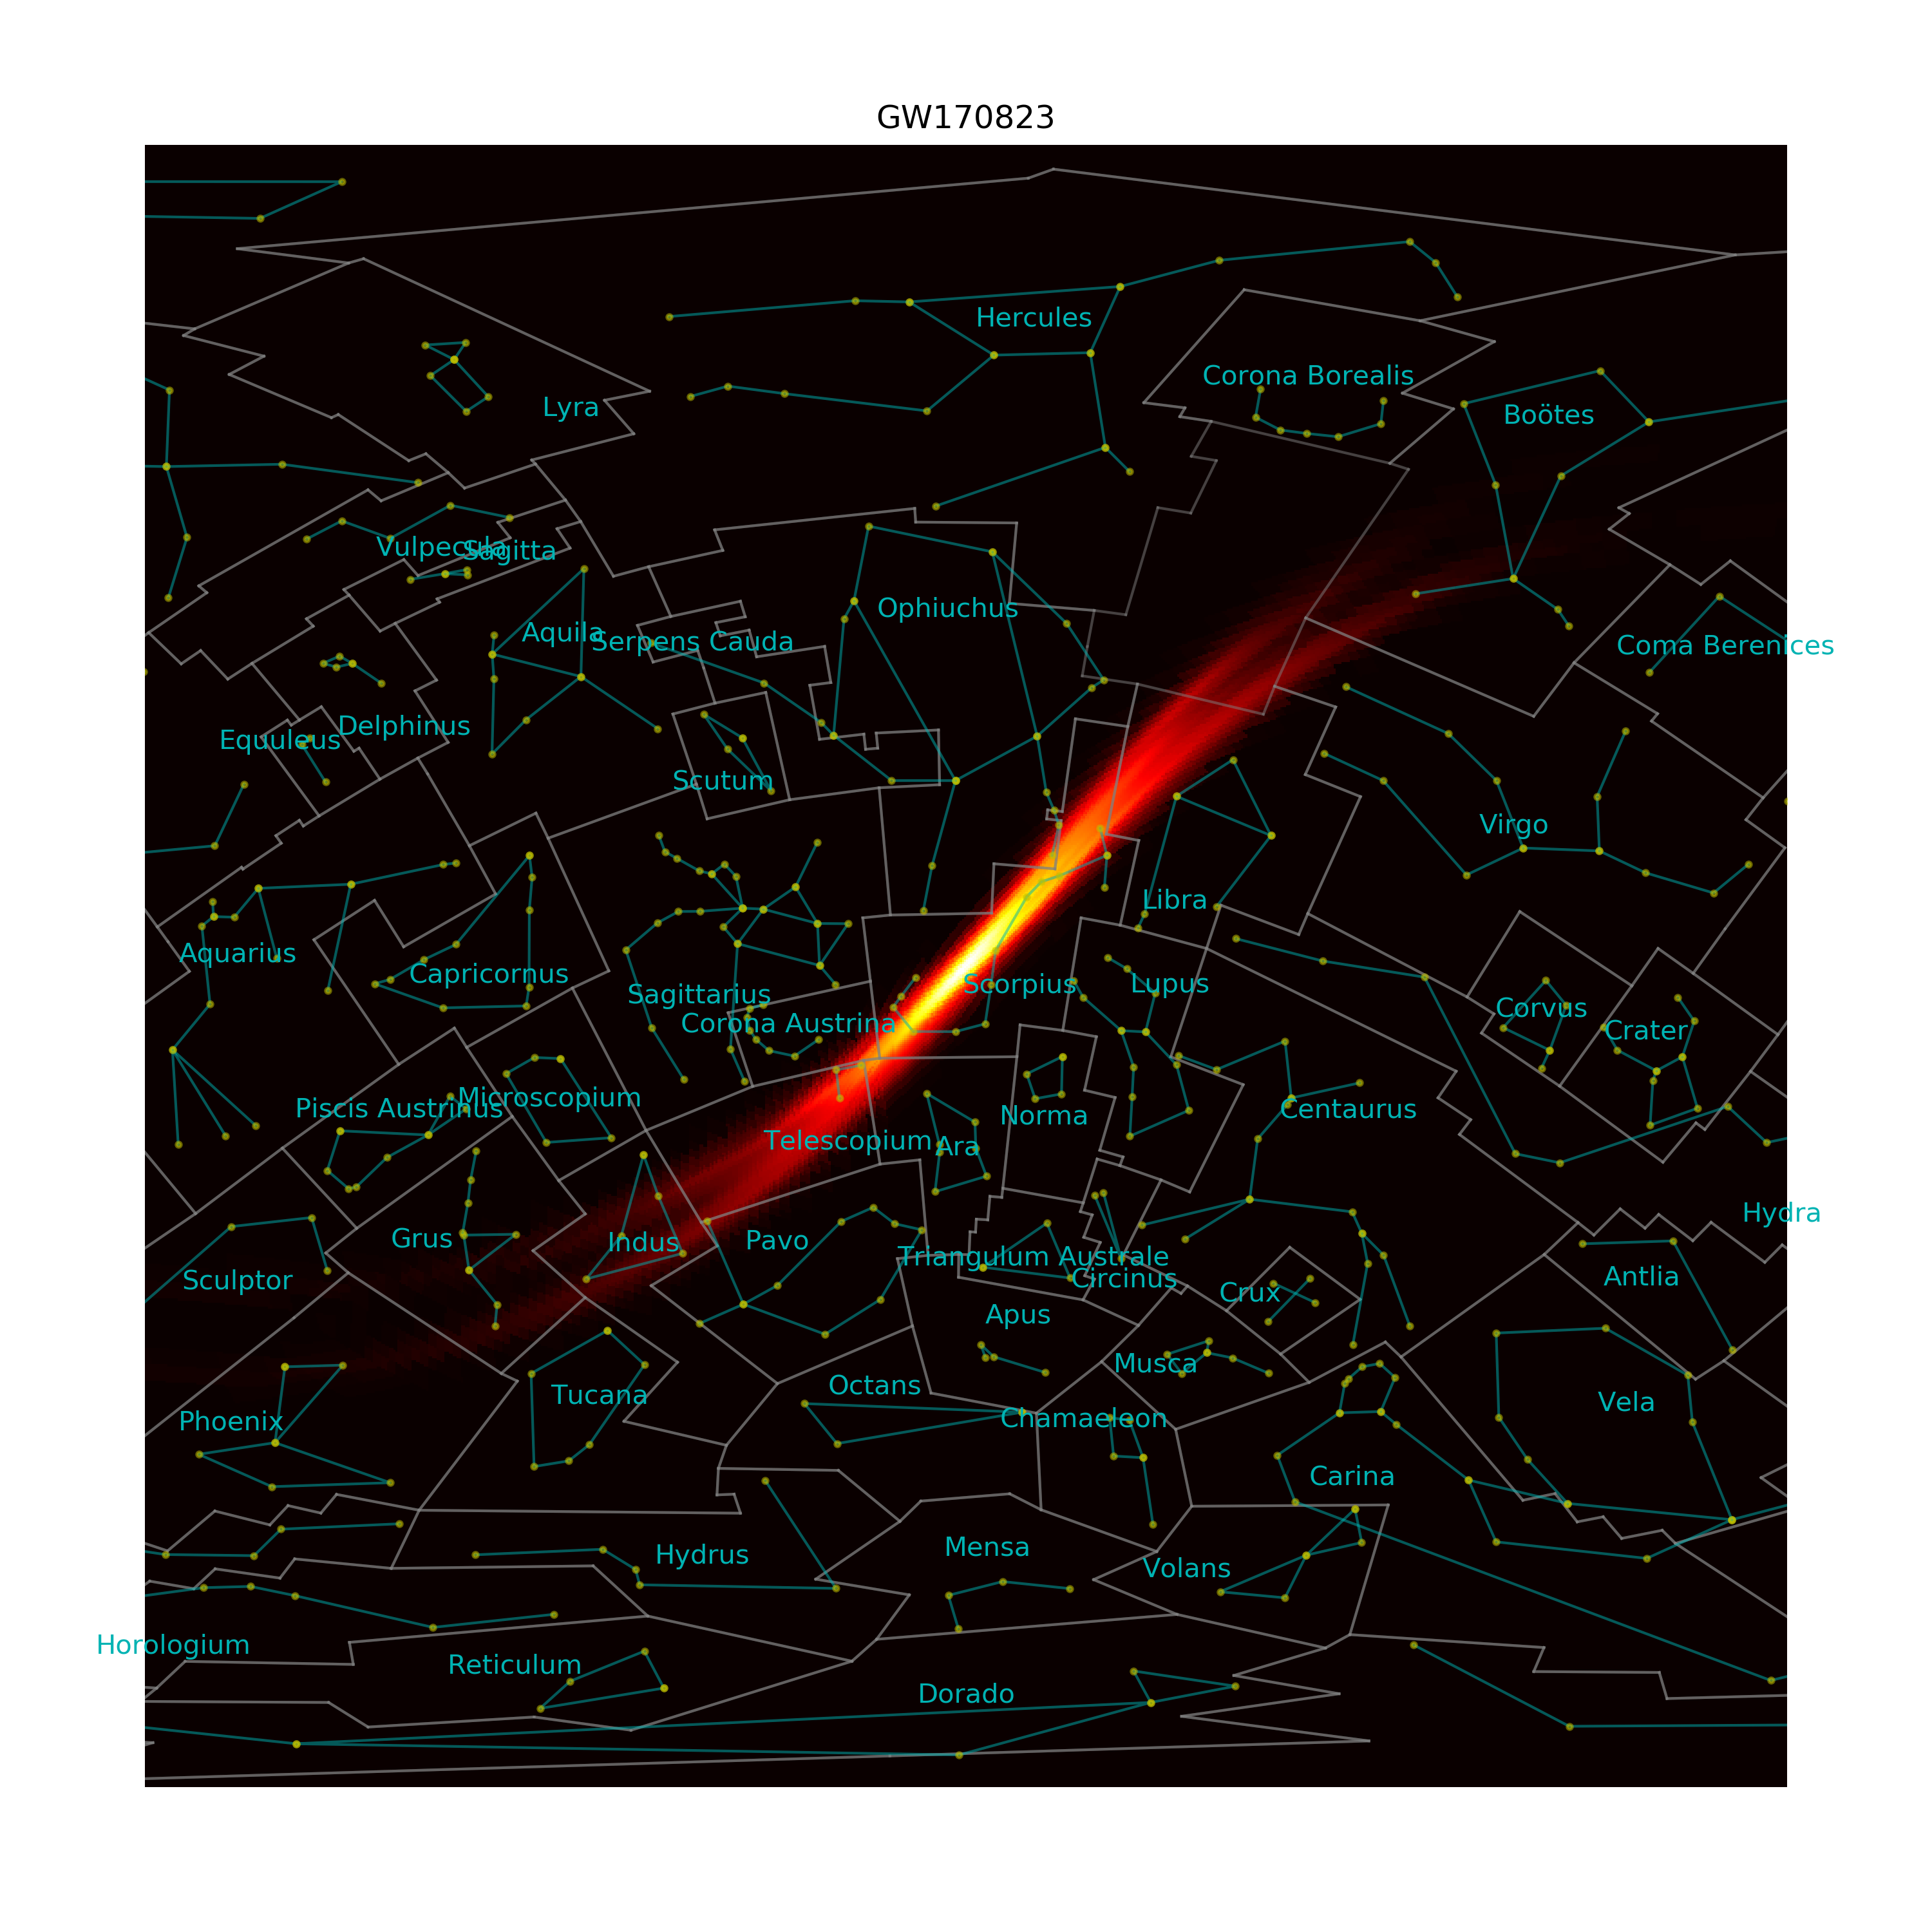 GW170823
Hercules
Corona Borealis
Lyra
Boötes
Vulpecula
Sagitta
Ophiuchus
Aquila
Serpens Cauda
Coma Berenices
Delphinus
Equuleus
Scutum
Virgo
Libra
Aquarius
Capricornus
Sagittarius
Scorpius
Lupus
Corvus
Corona Austrina
Crater
Microscopium
Piscis Austrinus
Norma
Centaurus
Telescopium
Ara
Hydra
Grus
Indus
Pavo
Triangulum Australe
Circinus
Sculptor
Antlia
Crux
Apus
Musca
Octans
Tucana
Vela
Phoenix
Chamaeleon
Carina
Hydrus
Mensa
Volans
Horologium
Reticulum
Dorado